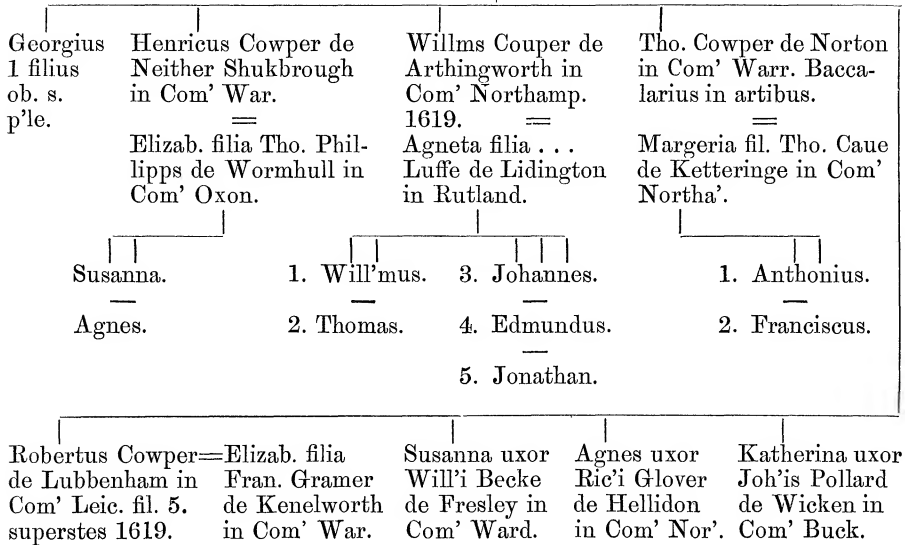 Georgius
1 filius
ob. s.
p'le.
Henricus Cowper de
Neither Shukbrough
in Com' War.
=
Elizab. filia Tho. Phil-
lipps de Wormhull in
Com' Oxon.
Willms Couper de
Arthingworth in
Com' Northamp.
1619. =
Agneta filia . . .
Luffe de Lidington
in Rutland.
Tho. Cowper de Norton
in Com' Warr. Bacca-
larius in artibus.
=
Margeria fil. Tho. Caue
de Ketteringe in Com'
Northa'.
Susanna.
—
Agnes.
1. Will'mus.
—
2. Thomas.
3. Johannes.
—
4. Edmundus.
—
5. Jonathan.
1. Anthonius.
—
2. Franciscus.
Robertus Cowper=Elizab. filia
de Lubbenham in Fran. Gramer
Com' Leic. fil. 5. de Kenelworth
superstes 1619. in Com' War.
Susanna uxor
Will'i Becke
de Fresley in
Com' Ward.
Agnes uxor
Ric'i Glover
de Hellidon
in Com' Nor'.
Katherina uxor
Joh'is Pollard
de Wicken in
Com' Buck.